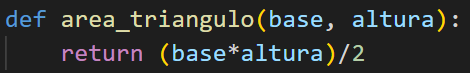 def area_triangulo(base, altura):
    return (base*altura)/2